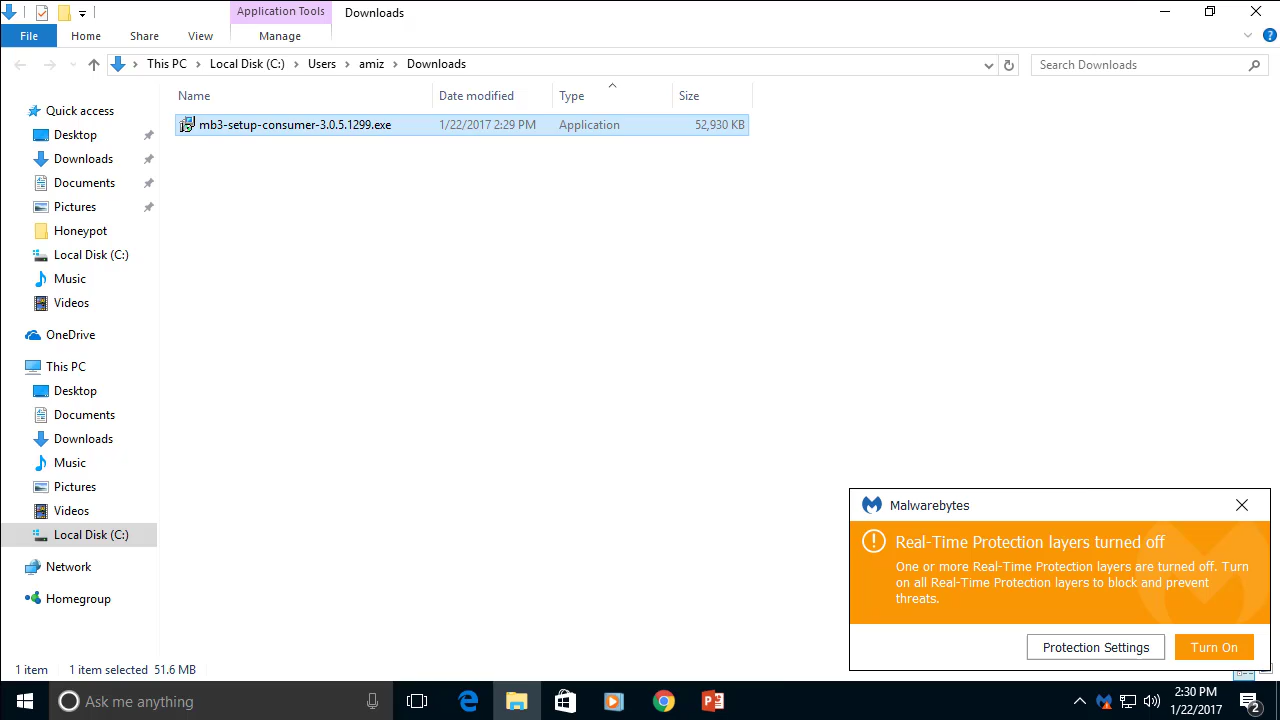 Application Tools
Downloads
File
Home
Share
View
Manage
This PC
Local Disk (C:)
Users
amiz
Downloads
Search Downloads
Name
Date modified
Type
Size
mb3-setup-consumer-3.0.5.1299.exe
1/22/2017 2:29 PM
Application
52,930 KB
Quick access
Desktop
Downloads
Documents
Pictures
Honeypot
Local Disk (C:)
Music
Videos
OneDrive
This PC
Desktop
Documents
Downloads
Music
Pictures
Videos
Local Disk (C:)
Network
Homegroup
Malwarebytes
Real-Time Protection layers turned off
One or more Real-Time Protection layers are turned off. Turn
on all Real-Time Protection layers to block and prevent
threats.
Protection Settings
Turn On
1 item
1 item selected 51.6 MB
Ask me anything
2:30 PM
1/22/2017
2